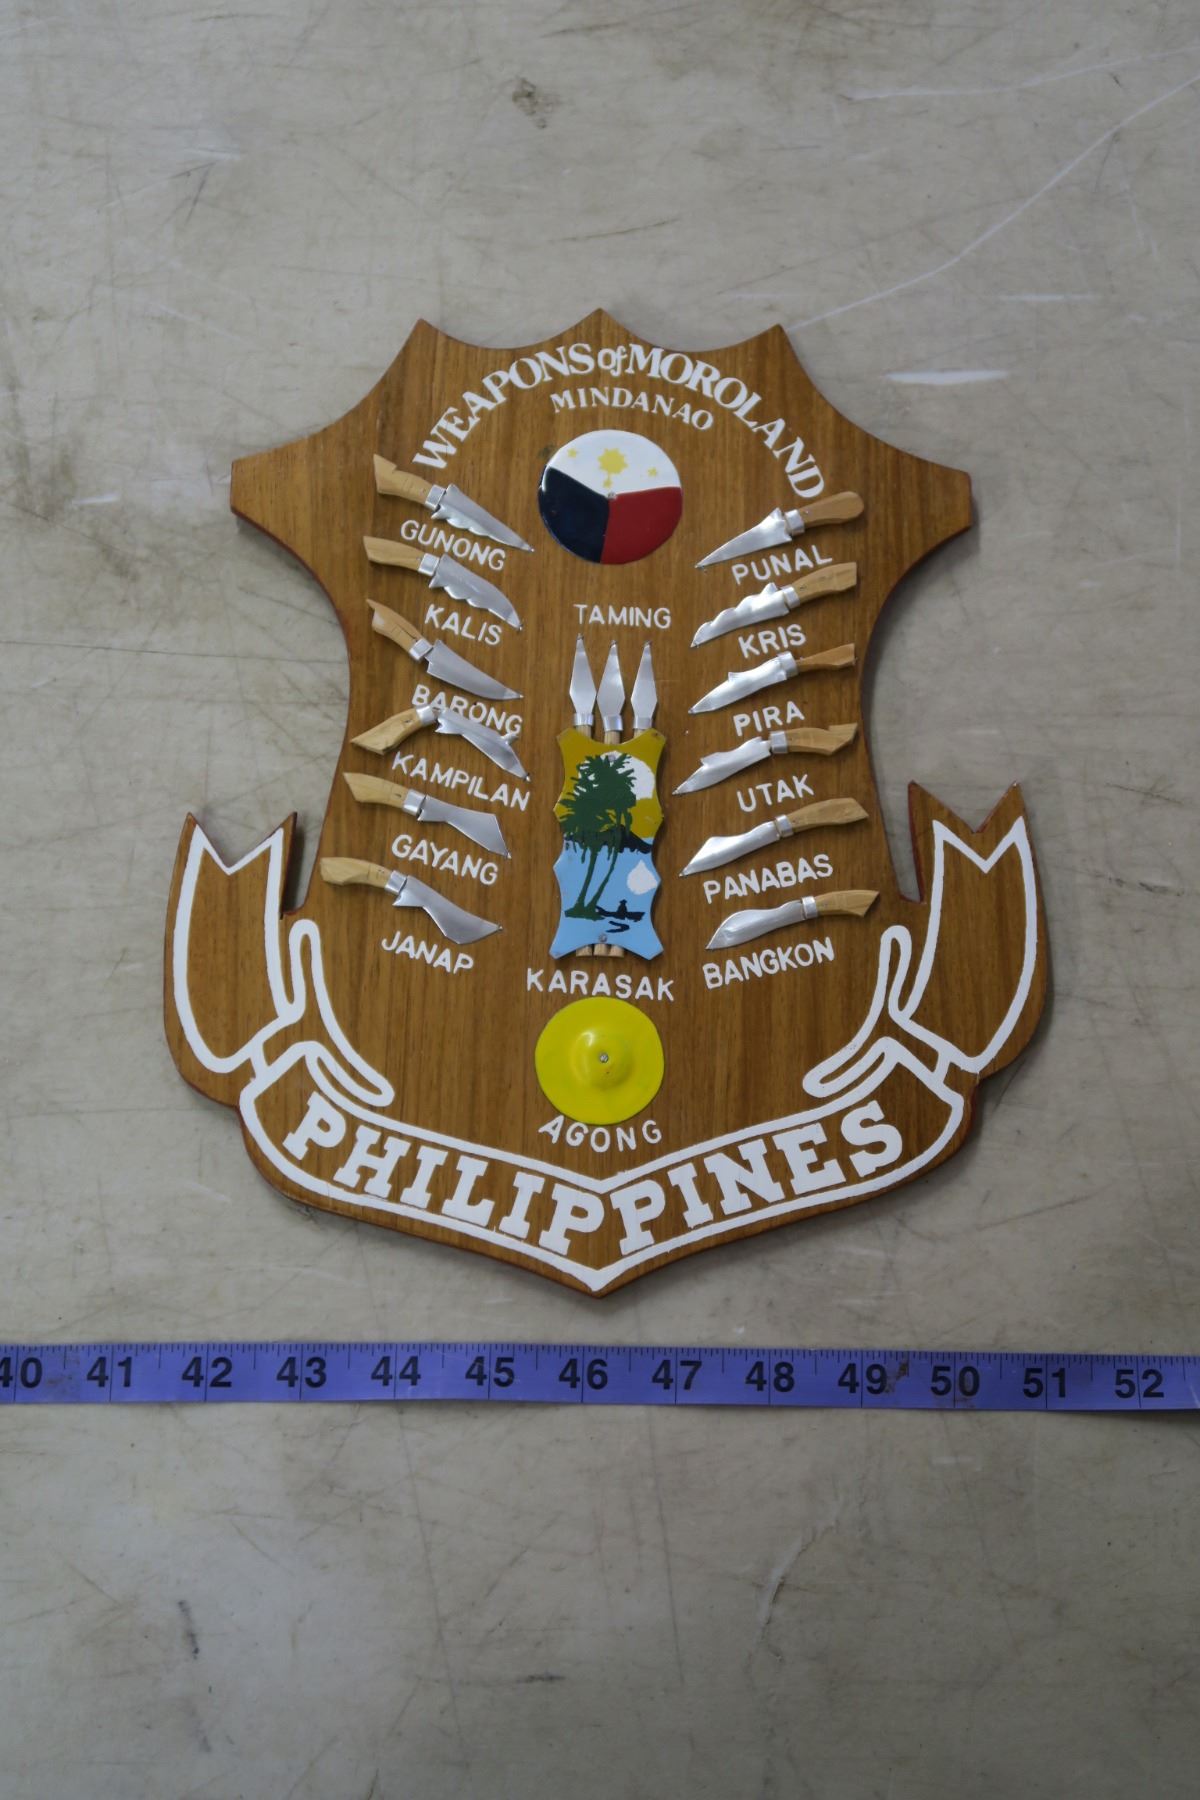 WEAPONS of MOROLAND
MINDANAO
GUNONG
KALIS
BARONG
KAMPILAN
GAYANG
JANAP
TAMING
KARASAK
AGONG
PUNAL
KRIS
PIRA
UTAK
PANABAS
BANGKON
PHILIPPINES
40 41 42 43 44 45 46 47 48 49 50 51 52